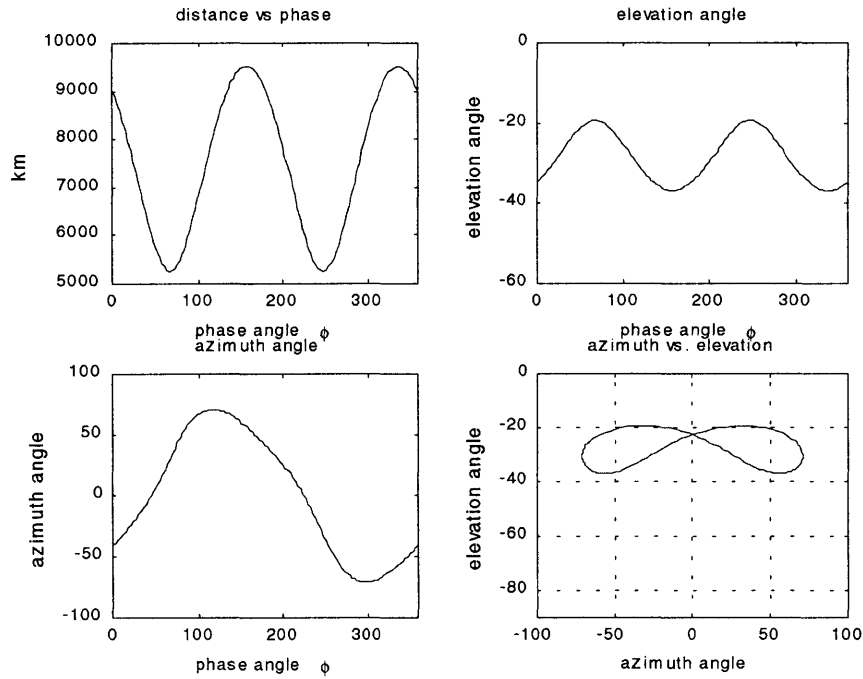 distance vs phase
10000
9000
8000
7000
6000
5000
km
0 100 200 300
phase angle ϕ
elevation angle
0
-20
-40
-60
elevation angle
0 100 200 300
phase angle ϕ
azimuth angle
100
50
0
-50
-100
azimuth angle
0 100 200 300
phase angle ϕ
azimuth vs. elevation
0
-20
-40
-60
-80
elevation angle
-100 -50 0 50 100
azimuth angle